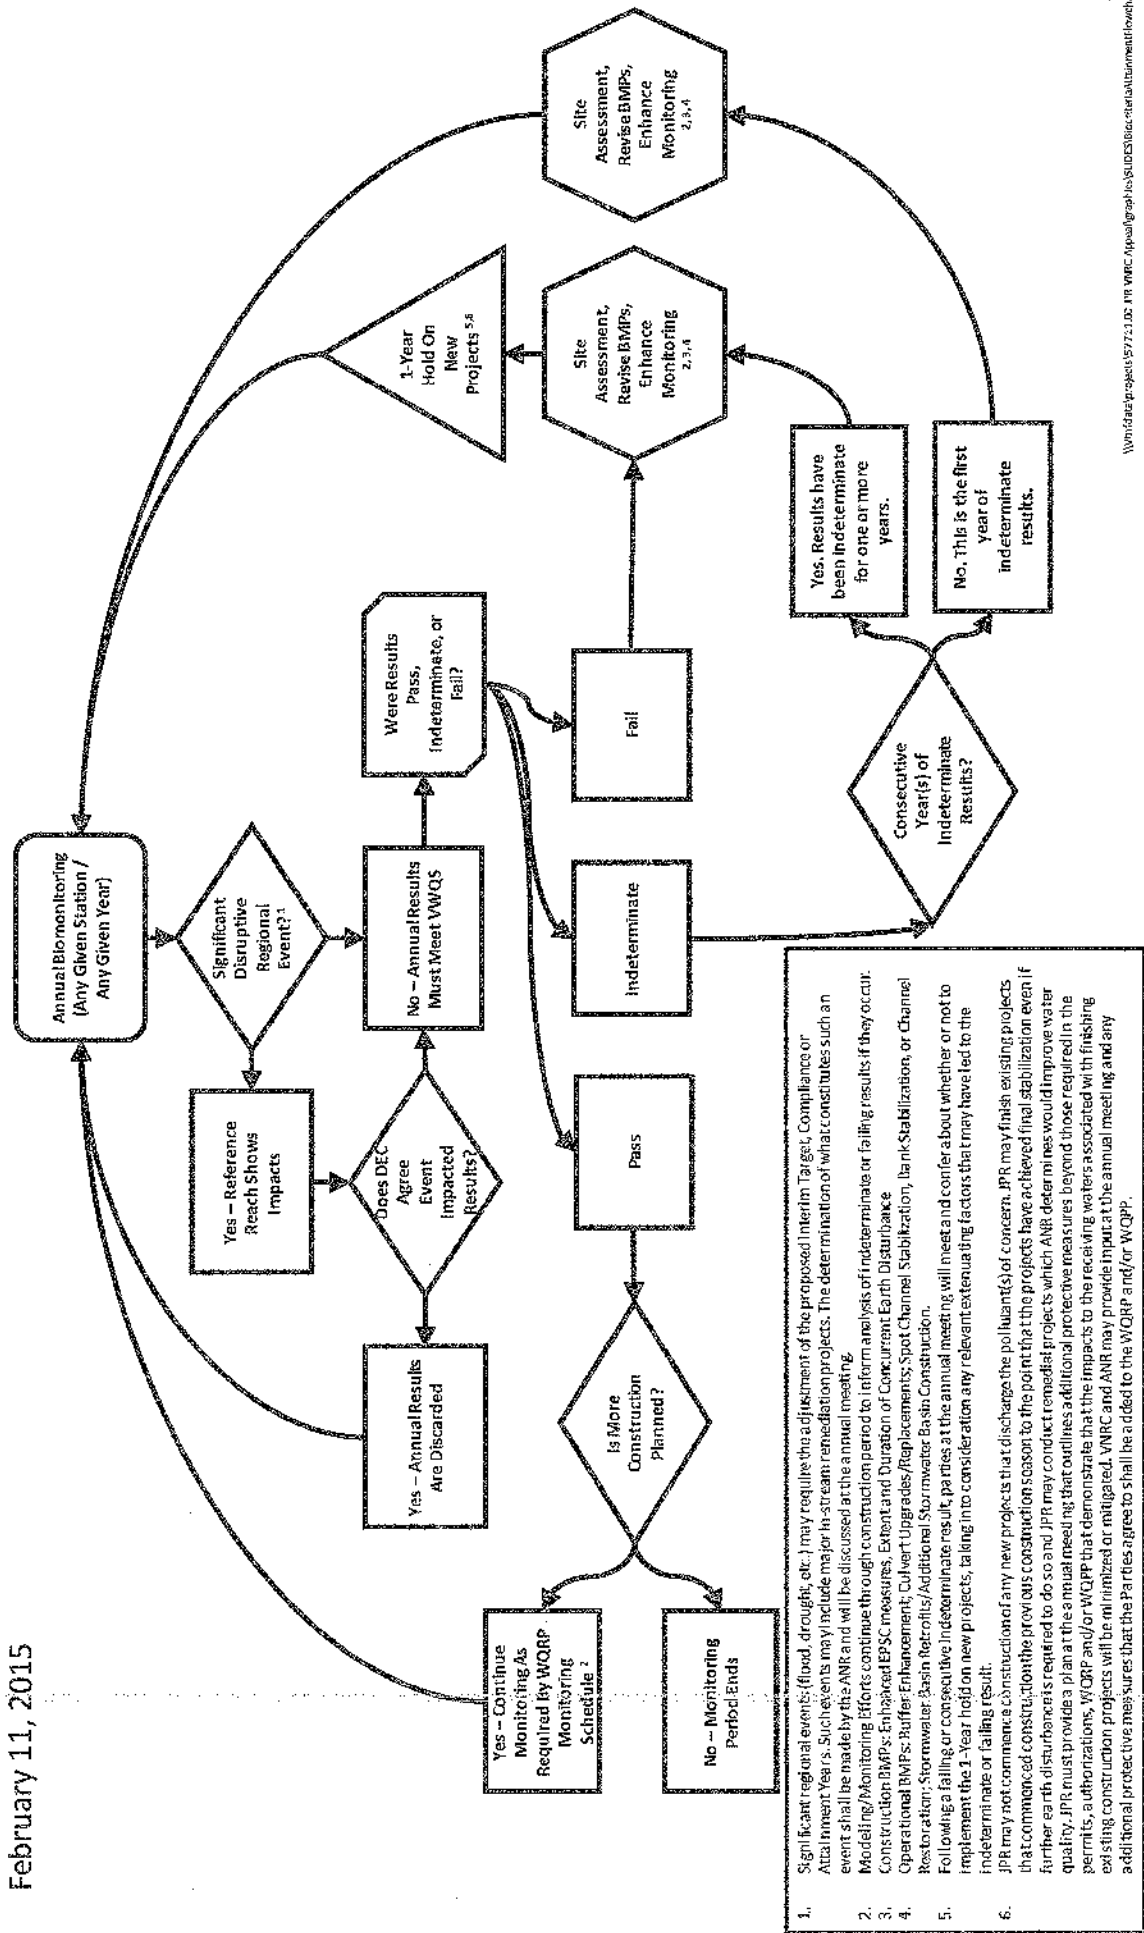 February 11, 2015
Annual Biomonitoring
(Any Given Station /
Any Given Year)
Significant
Disruptive
Regional
Event? 1
Yes – Reference
Reach Shows
Impacts
Does DEC
Agree
Event
Impacted
Results?
Yes – Annual Results
Are Discarded
No – Annual Results
Must Meet VWQS
Were Results
Pass,
Indeterminate, or
Fail?
Pass
Indeterminate
Fail
Is More
Construction
Planned?
Yes – Continue
Monitoring As
Required By WQRP
Monitoring
Schedule 2
No – Monitoring
Period Ends
Consecutive
Year(s) of
Indeterminate
Results?
Yes. Results have
been indeterminate
for one or more
years.
No. This is the first
year of
indeterminate
results.
1-Year
Hold On
New
Projects 5,6
Site
Assessment,
Revise BMPs,
Enhance
Monitoring
2,3,4
Site
Assessment,
Revise BMPs,
Enhance
Monitoring
2,3,4
1. Significant regional events (flood, drought, etc.) may require the adjustment of the proposed Interim Target, Compliance or
Attainment Years. Such events may include major in-stream remediation projects. The determination of what constitutes such an
event shall be made by the ANR and will be discussed at the annual meeting.
2. Modeling/Monitoring Efforts continue through construction period to inform analysis of indeterminate or failing results if they occur.
3. Construction BMPs: Enhanced EPSC measures, Extent and Duration of Concurrent Earth Disturbance
4. Operational BMPs: Buffer Enhancement; Culvert Upgrades/Replacements; Spot Channel Stabilization, Bank Stabilization, or Channel
Restoration; Stormwater Basin Retrofits/Additional Stormwater Basin Construction.
5. Following a failing or consecutive indeterminate result, parties at the annual meeting will meet and confer about whether or not to
implement the 1-Year hold on new projects, taking into consideration any relevant extenuating factors that may have led to the
indeterminate or failing result.
6. JPR may not commence construction of any new projects that discharge the pollutant(s) of concern. JPR may finish existing projects
that commenced construction the previous construction season to the point that the projects have achieved final stabilization even if
further earth disturbance is required to do so and JPR may conduct remedial projects which ANR determines would improve water
quality. JPR must provide a plan at the annual meeting that outlines additional protective measures beyond those required in the
permits, authorizations, WQRP and/or WQPP that demonstrate that the impacts to the receiving waters associated with finishing
existing construction projects will be minimized or mitigated. VNRC and ANR may provide input at the annual meeting and any
additional protective measures that the Parties agree to shall be added to the WQRP and/or WQPP.